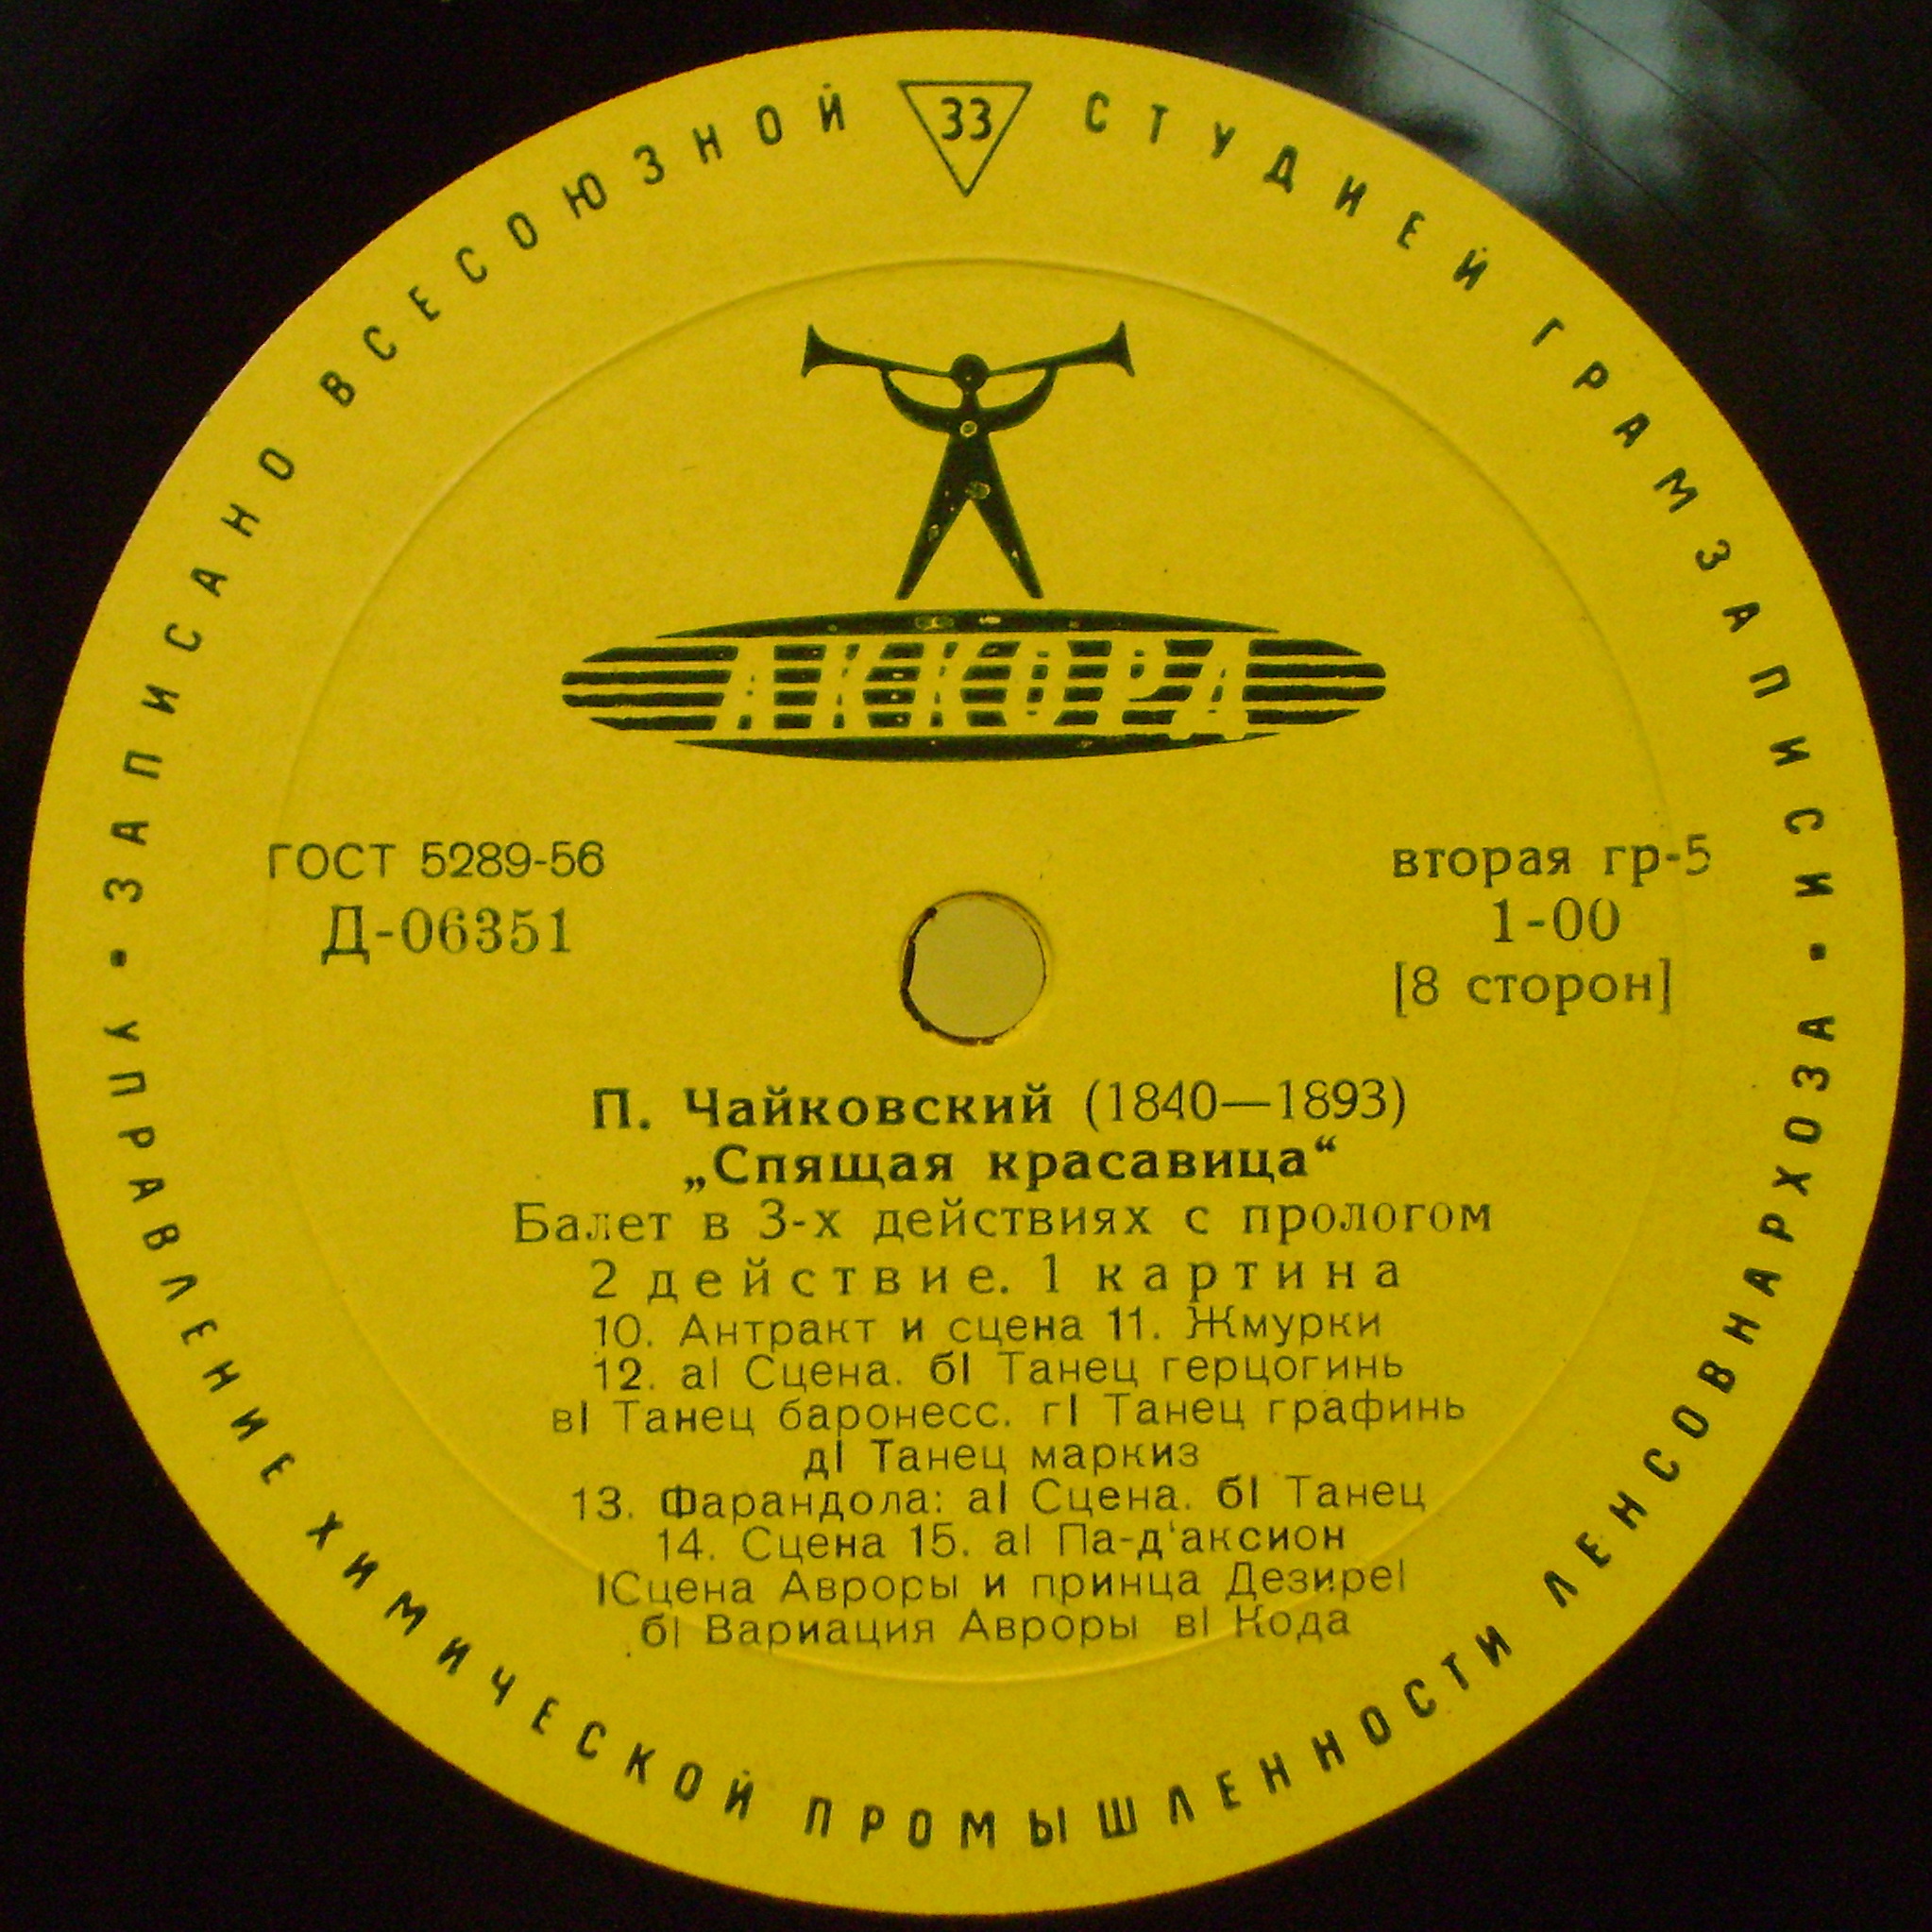 ЗАПИСАНО ВСЕСОЮЗНОЙ СТУДИЕЙ ГРАМЗАПИСИ •
33
АККОРД
ГОСТ 5289-56
Д-06351
вторая гр-5
1-00
[8 сторон]
П. Чайковский (1840—1893)
„Спящая красавица“
Балет в 3-х действиях с прологом
2 действие. 1 картина
10. Антракт и сцена 11. Жмурки
12. а| Сцена. б| Танец герцогинь
в| Танец баронесс. г| Танец графинь
д| Танец маркиз
13. Фарандола: а| Сцена. б| Танец
14. Сцена 15. а| Па-д‘аксион
|Сцена Авроры и принца Дезире|
б| Вариация Авроры в| Кода
УПРАВЛЕНИЕ ХИМИЧЕСКОЙ ПРОМЫШЛЕННОСТИ ЛЕНСОВНАРХОЗА •